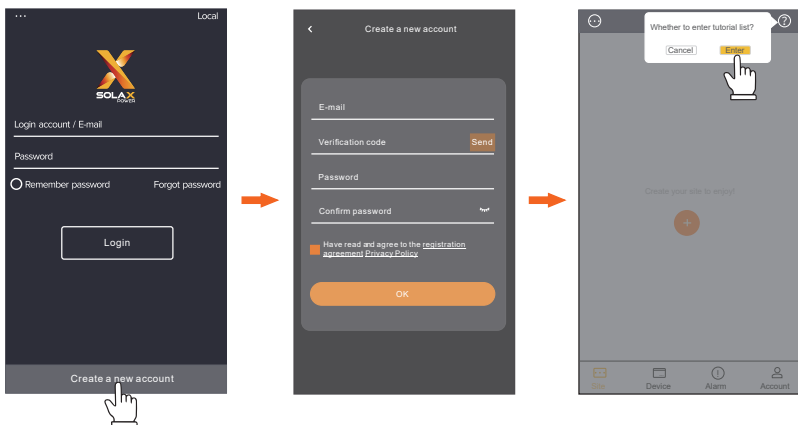 Local
SOLAX
POWER
Login account / E-mail
Password
Remember password Forgot password
Login
Create a new account
Create a new account
E-mail
Verification code Send
Password
Confirm password
Have read and agree to the registration
agreement Privacy Policy
OK
Whether to enter tutorial list?
Cancel Enter
?
Create your site to enjoy!
+
Site Device Alarm Account